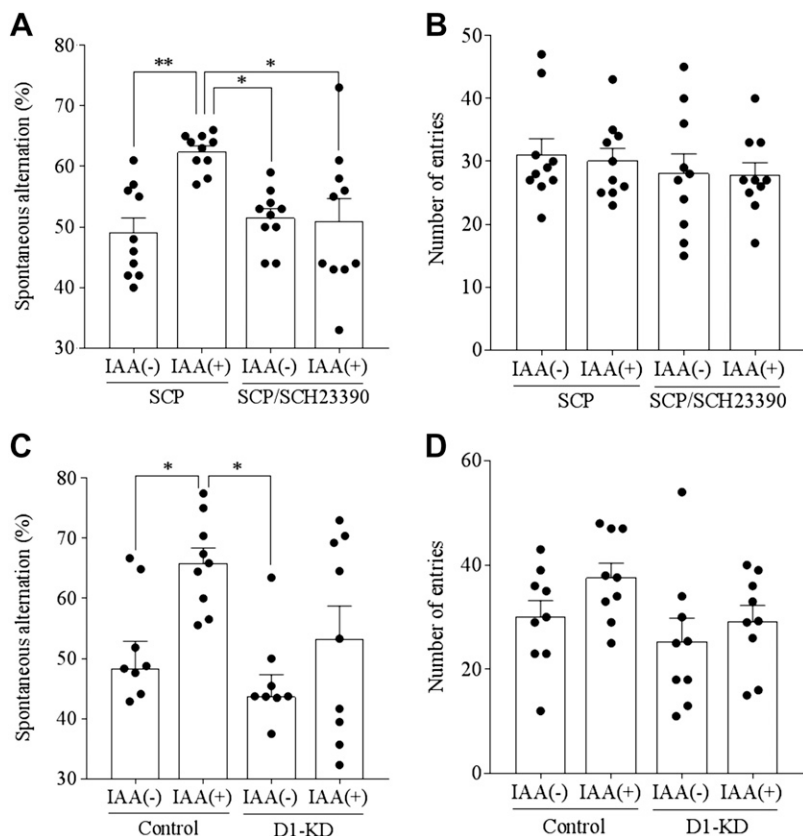 A
Spontaneous alternation (%)
80
70
60
50
40
30
** * *
IAA(-) IAA(+) IAA(-) IAA(+)
SCP SCP/SCH23390
B
Number of entries
50
40
30
20
10
0
IAA(-) IAA(+) IAA(-) IAA(+)
SCP SCP/SCH23390
C
Spontaneous alternation (%)
80
70
60
50
40
30
* *
IAA(-) IAA(+) IAA(-) IAA(+)
Control D1-KD
D
Number of entries
60
40
20
0
IAA(-) IAA(+) IAA(-) IAA(+)
Control D1-KD